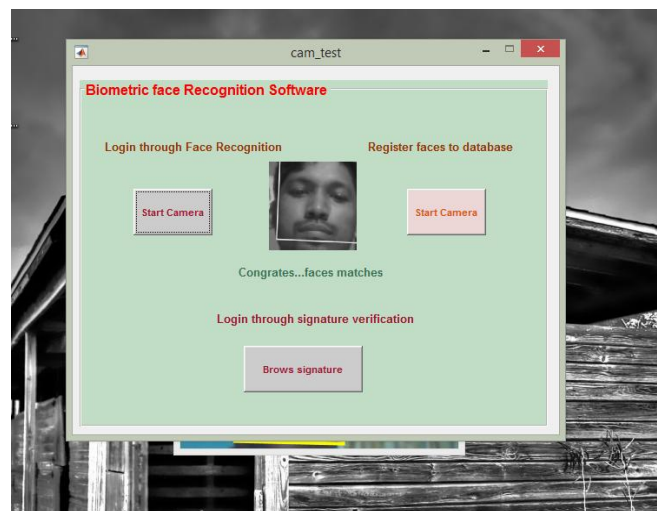 cam_test
Biometric face Recognition Software
Login through Face Recognition
Register faces to database
Start Camera
Start Camera
Congrates...faces matches
Login through signature verification
Brows signature